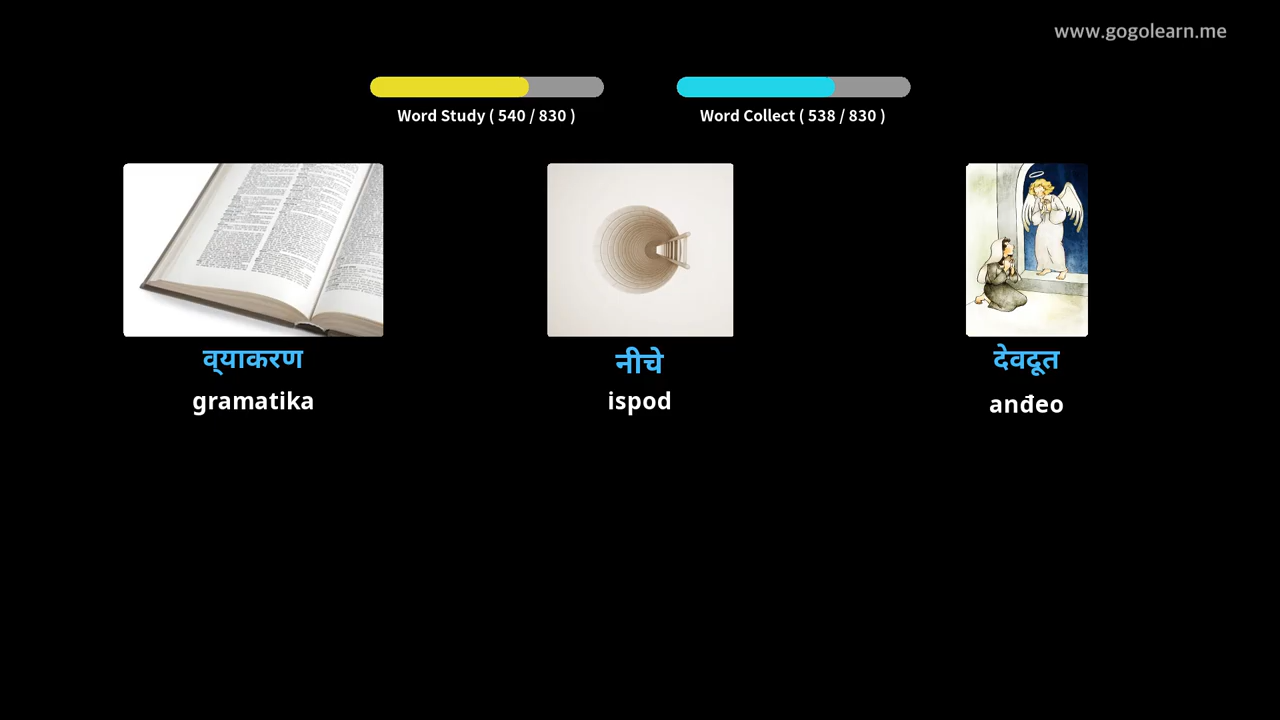 www.gogolearn.me
Word Study ( 540 / 830 )
Word Collect ( 538 / 830 )
व्याकरण
gramatika
नीचे
ispod
देवदूत
anđeo